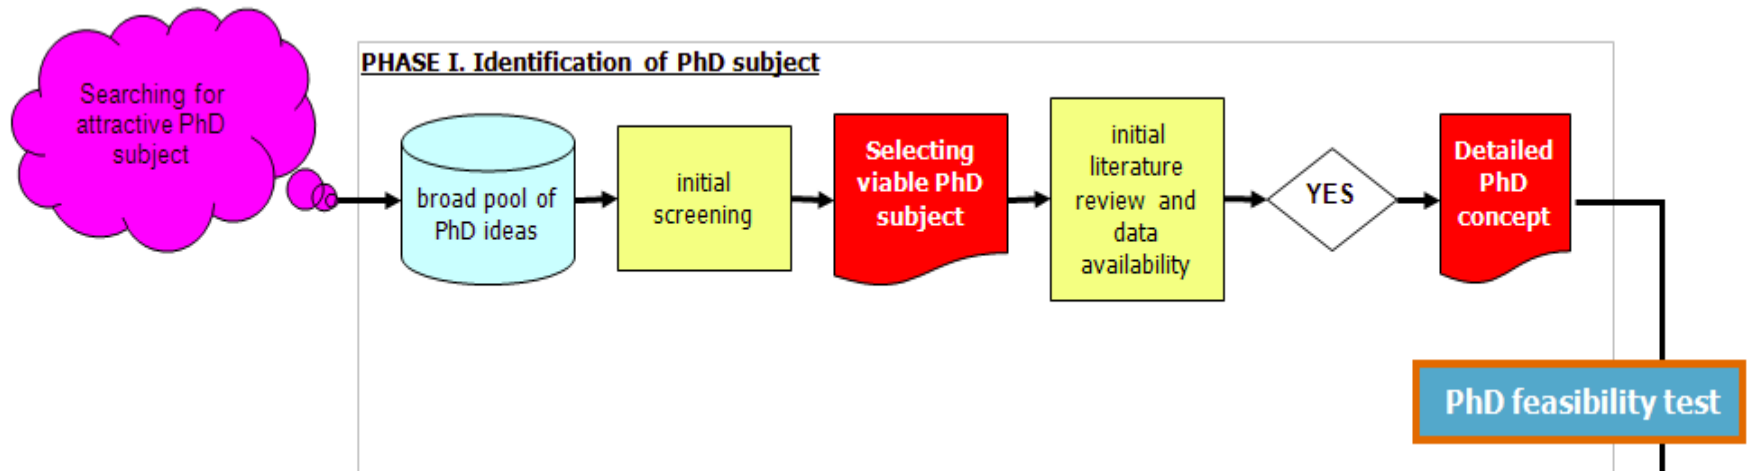 PHASE I. Identification of PhD subject
Searching for
attractive PhD
subject
broad pool of
PhD ideas
initial
screening
Selecting
viable PhD
subject
initial
literature
review and
data
availability
YES
Detailed
PhD
concept
PhD feasibility test